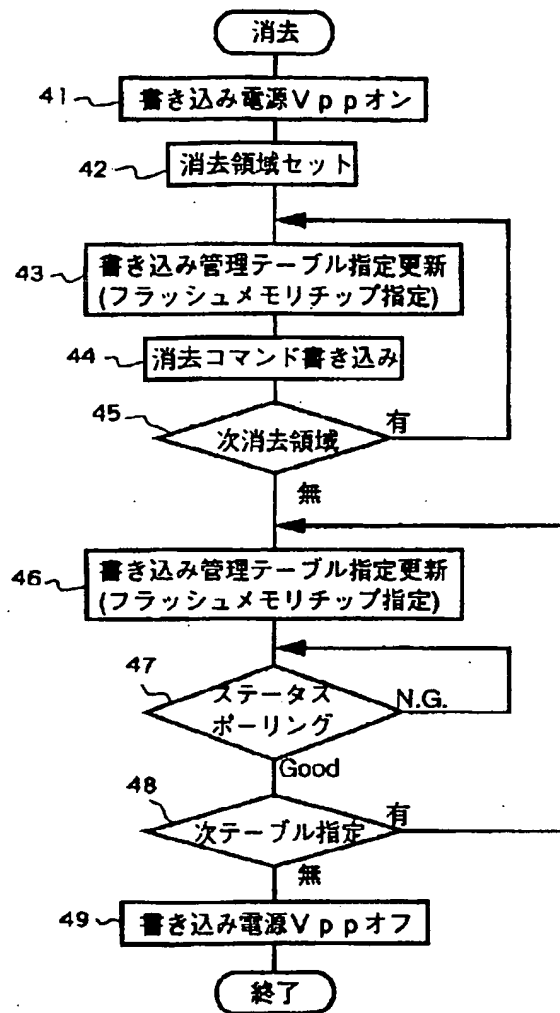 消去
41
書き込み電源Vppオン
42
消去領域セット
43
書き込み管理テーブル指定更新
(フラッシュメモリチップ指定)
44
消去コマンド書き込み
45
次消去領域
有
無
46
書き込み管理テーブル指定更新
(フラッシュメモリチップ指定)
47
ステータス
ポーリング
N.G.
Good
48
次テーブル指定
有
無
49
書き込み電源Vppオフ
終了